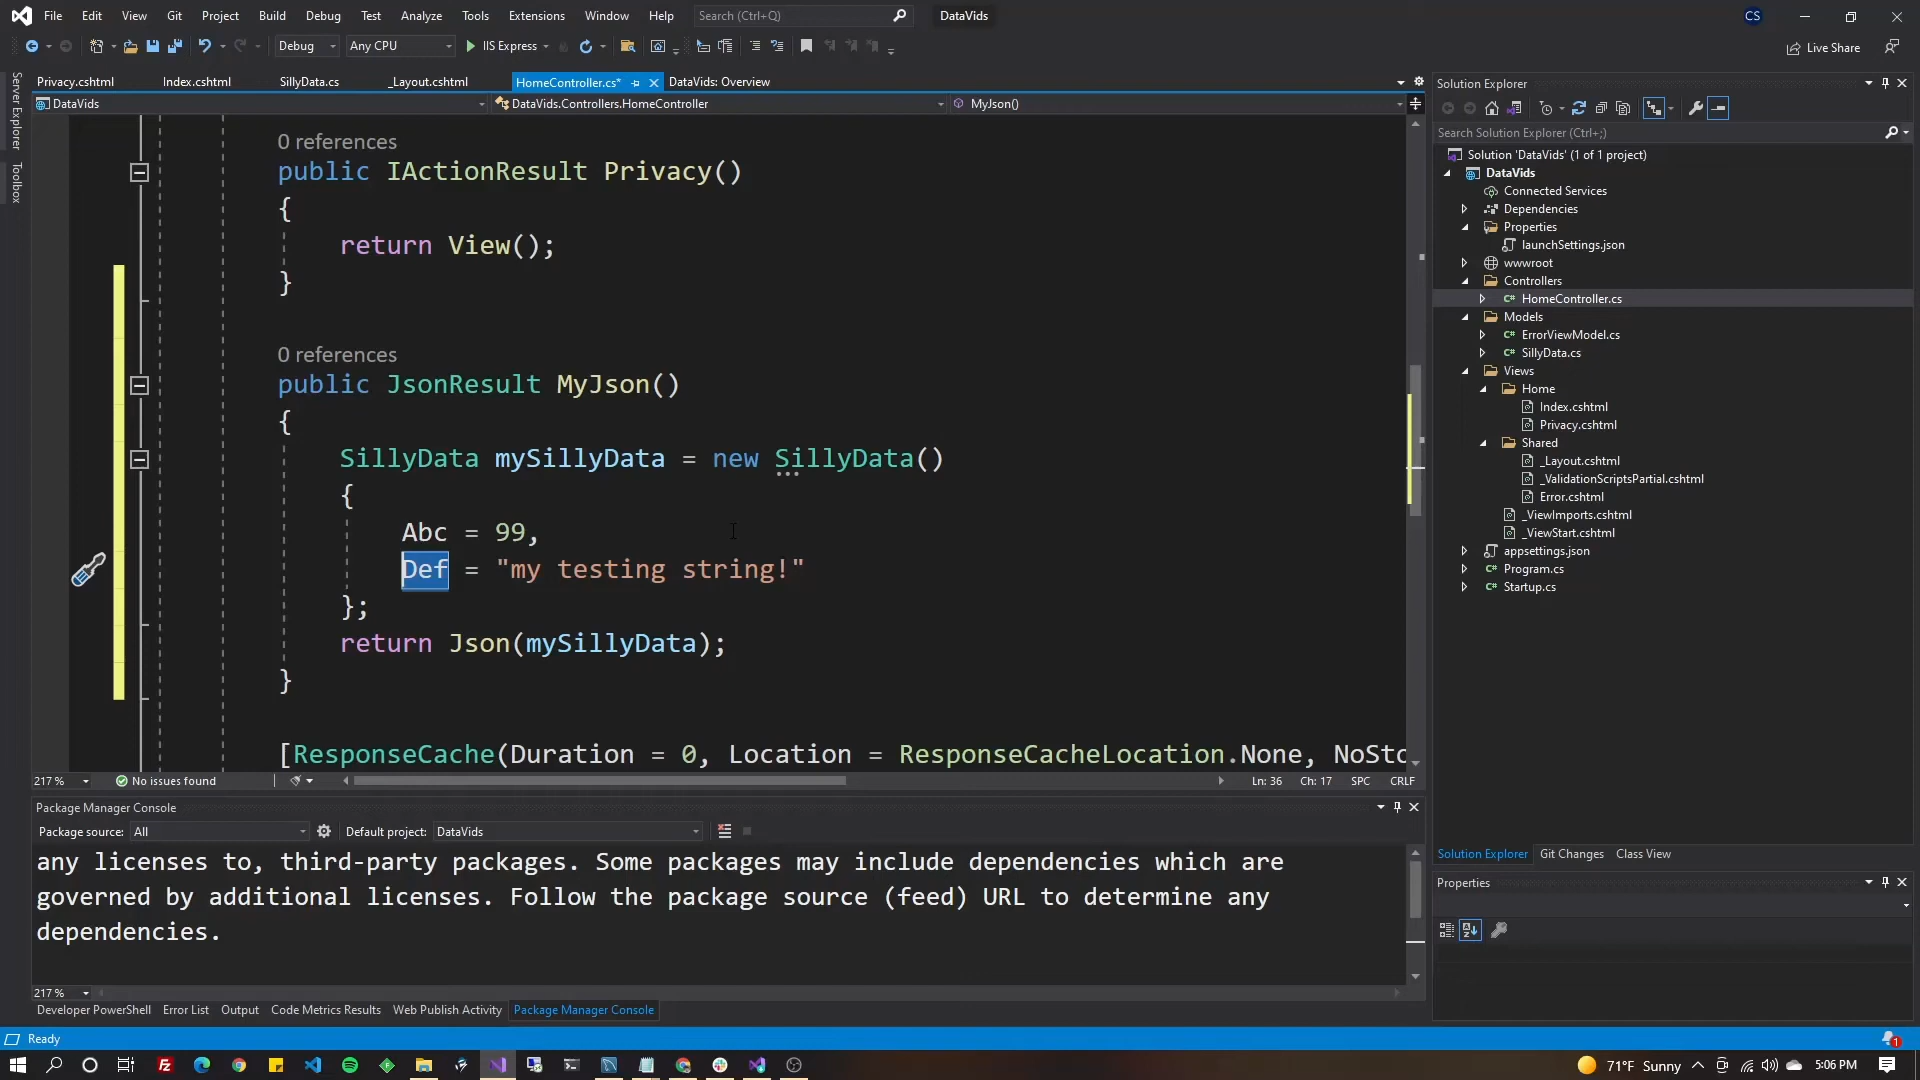 File Edit View Git Project Build Debug Test Analyze Tools Extensions Window Help Search (Ctrl+Q) DataVids CS
Debug Any CPU IIS Express Live Share
Server Explorer
Toolbox
Privacy.cshtml Index.cshtml SillyData.cs _Layout.cshtml HomeController.cs* DataVids: Overview
DataVids DataVids.Controllers.HomeController MyJson()
0 references
public IActionResult Privacy()
{
return View();
}
0 references
public JsonResult MyJson()
{
SillyData mySillyData = new SillyData()
{
Abc = 99,
Def = "my testing string!"
};
return Json(mySillyData);
}
[ResponseCache(Duration = 0, Location = ResponseCacheLocation.None, NoSto
217 % No issues found Ln: 36 Ch: 17 SPC CRLF
Package Manager Console
Package source: All Default project: DataVids
any licenses to, third-party packages. Some packages may include dependencies which are
governed by additional licenses. Follow the package source (feed) URL to determine any
dependencies.
217 %
Developer PowerShell Error List Output Code Metrics Results Web Publish Activity Package Manager Console
Solution Explorer
Search Solution Explorer (Ctrl+;)
Solution 'DataVids' (1 of 1 project)
DataVids
Connected Services
Dependencies
Properties
launchSettings.json
wwwroot
Controllers
C# HomeController.cs
Models
C# ErrorViewModel.cs
C# SillyData.cs
Views
Home
Index.cshtml
Privacy.cshtml
Shared
_Layout.cshtml
_ValidationScriptsPartial.cshtml
Error.cshtml
_ViewImports.cshtml
_ViewStart.cshtml
appsettings.json
C# Program.cs
C# Startup.cs
Solution Explorer Git Changes Class View
Properties
Ready 1
71°F Sunny 5:06 PM